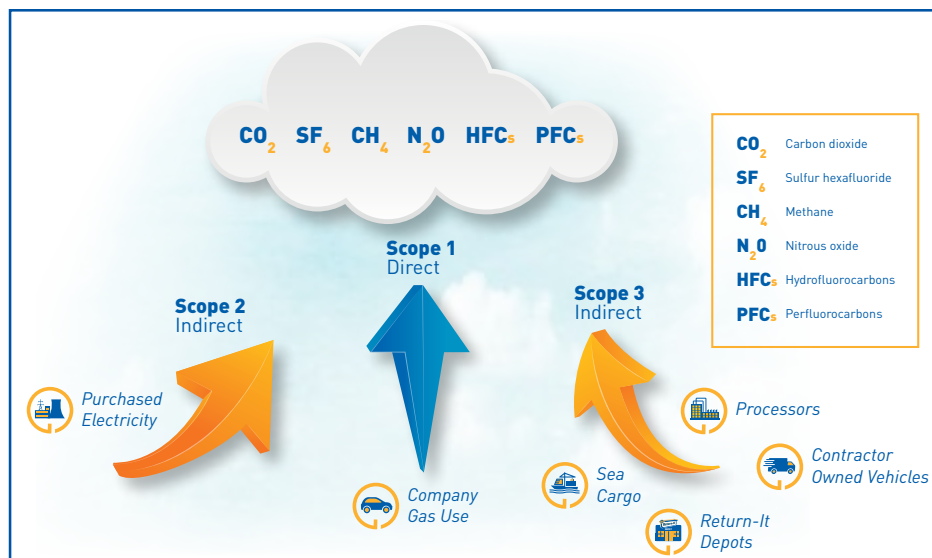 CO2 SF6 CH4 N2O HFCs PFCs
CO2 Carbon dioxide
SF6 Sulfur hexafluoride
CH4 Methane
N2O Nitrous oxide
HFCs Hydrofluorocarbons
PFCs Perfluorocarbons
Scope 1
Direct
Scope 2
Indirect
Scope 3
Indirect
Purchased
Electricity
Company
Gas Use
Sea
Cargo
Processors
Contractor
Owned Vehicles
Return-It
Depots